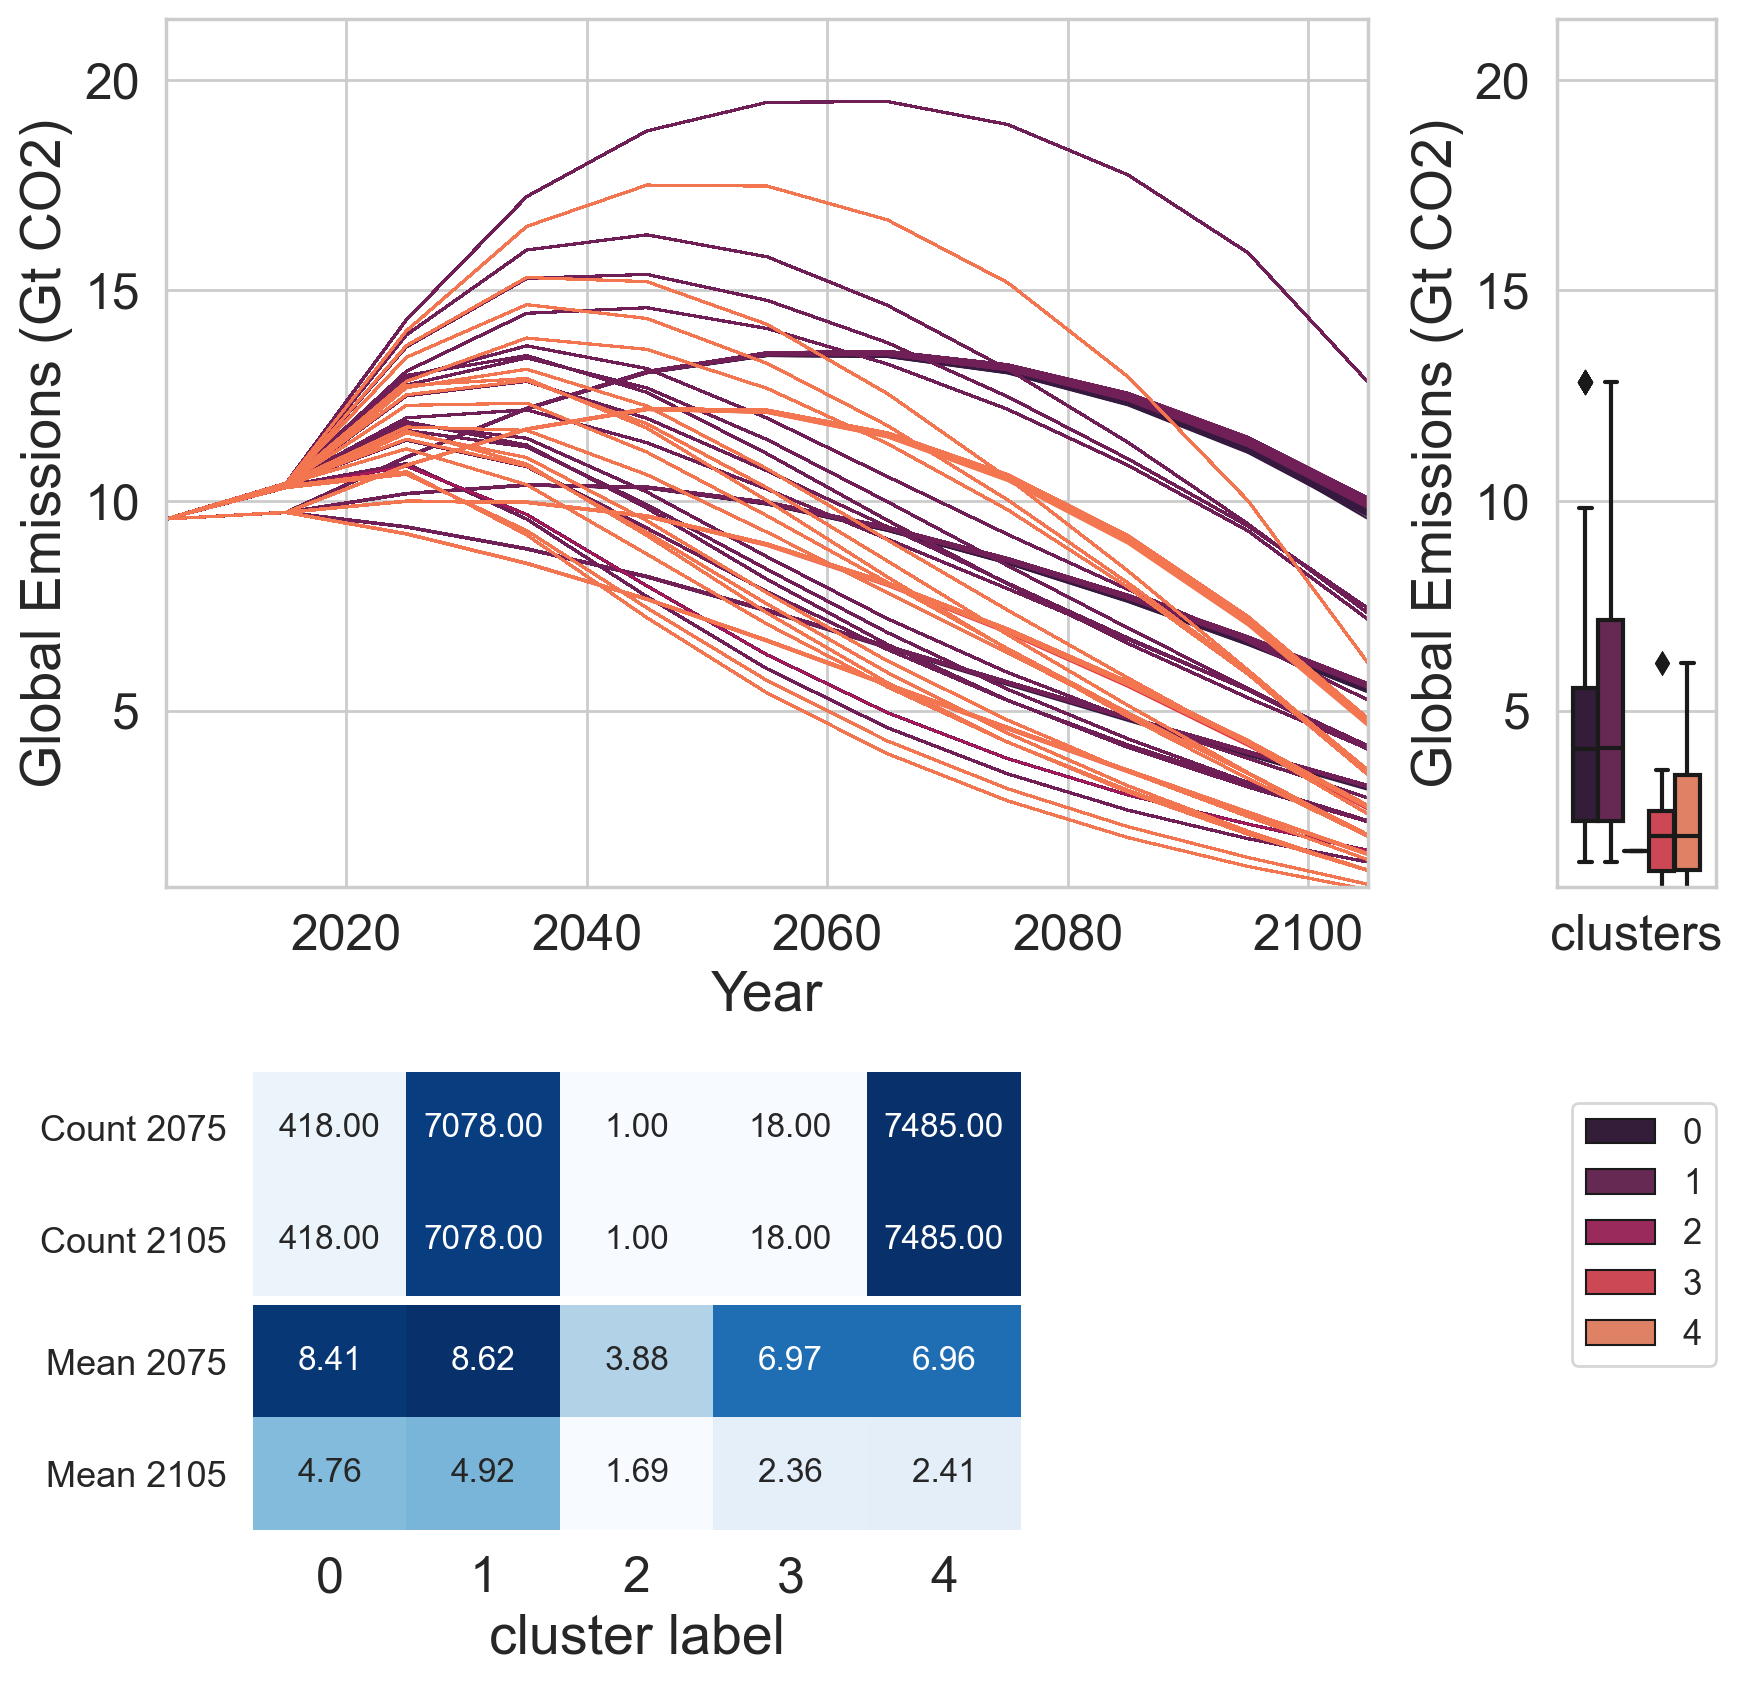 20
15
10
5
Global Emissions (Gt CO2)
2020 2040 2060 2080 2100
Year
20
15
10
5
Global Emissions (Gt CO2)
clusters
Count 2075 418.00 7078.00 1.00 18.00 7485.00
Count 2105 418.00 7078.00 1.00 18.00 7485.00
Mean 2075 8.41 8.62 3.88 6.97 6.96
Mean 2105 4.76 4.92 1.69 2.36 2.41
0 1 2 3 4
cluster label
0
1
2
3
4